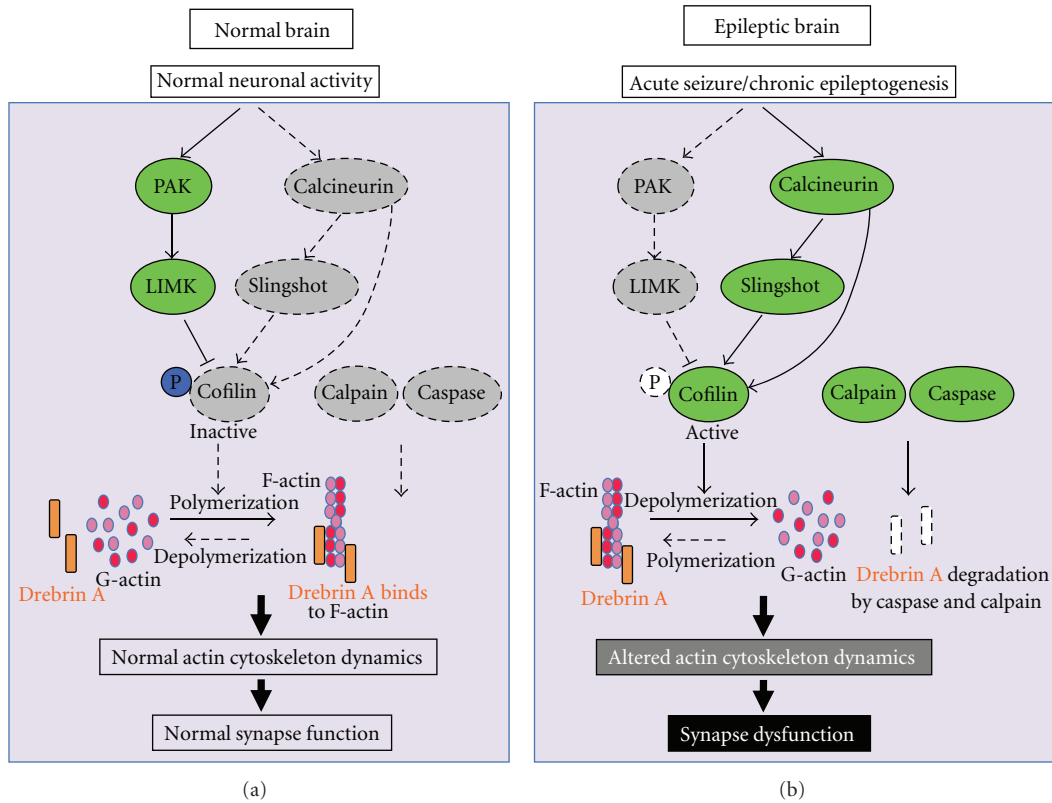 Normal brain
Normal neuronal activity
PAK
Calcineurin
LIMK
Slingshot
P
Cofilin
Inactive
Calpain
Caspase
F-actin
Polymerization
Depolymerization
G-actin
Drebrin A
Drebrin A binds
to F-actin
Normal actin cytoskeleton dynamics
Normal synapse function
(a)
Epileptic brain
Acute seizure/chronic epileptogenesis
PAK
Calcineurin
LIMK
Slingshot
P
Cofilin
Active
Calpain
Caspase
F-actin
Depolymerization
Polymerization
G-actin
Drebrin A
Drebrin A degradation
by caspase and calpain
Altered actin cytoskeleton dynamics
Synapse dysfunction
(b)